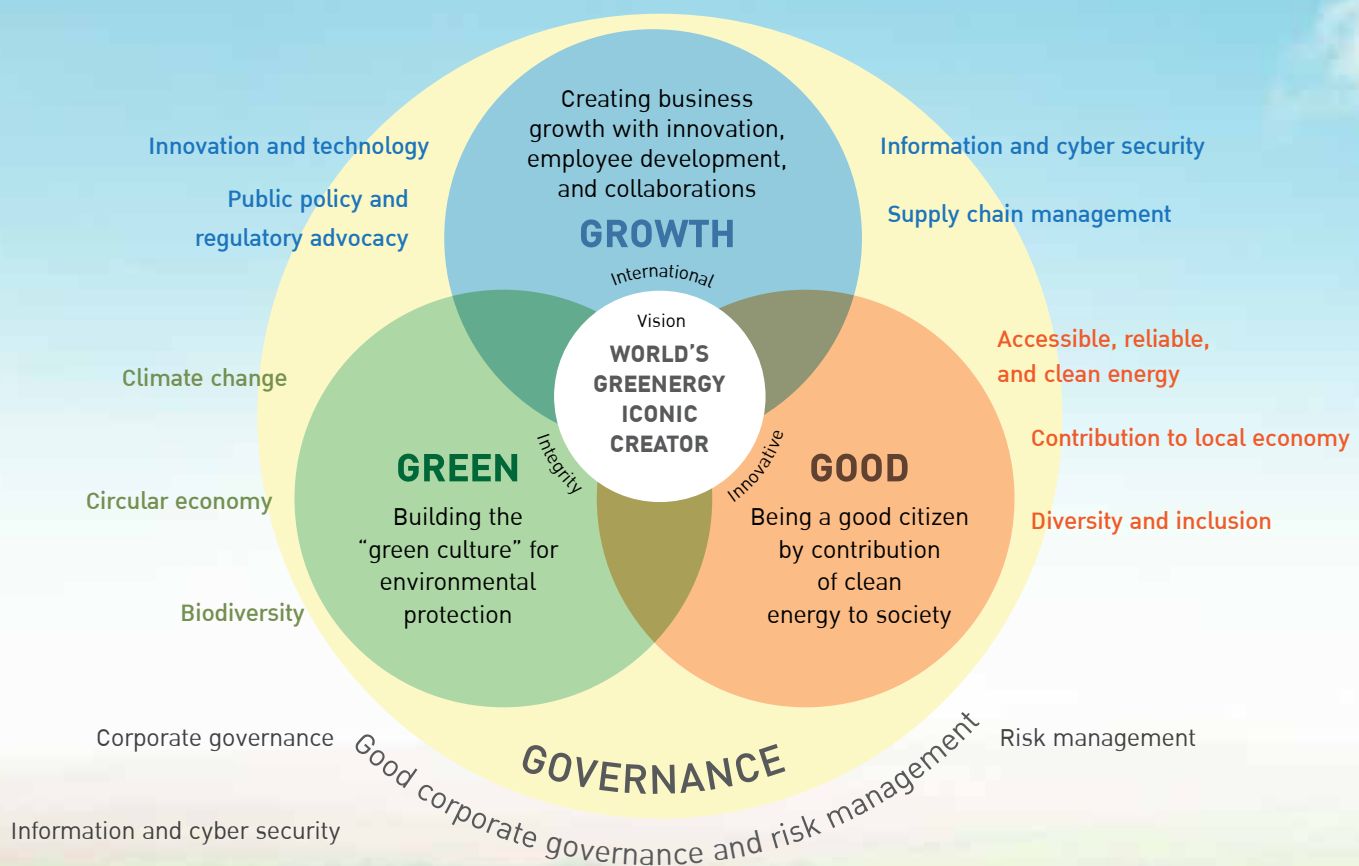 Creating business
growth with innovation,
employee development,
and collaborations
GROWTH
International
Innovation and technology
Public policy and
regulatory advocacy
Information and cyber security
Supply chain management
Vision
WORLD'S
GREENERGY
ICONIC
CREATOR
Integrity
Innovative
Climate change
Circular economy
Biodiversity
GREEN
Building the
“green culture” for
environmental
protection
GOOD
Being a good citizen
by contribution
of clean
energy to society
Accessible, reliable,
and clean energy
Contribution to local economy
Diversity and inclusion
GOVERNANCE
Good corporate governance and risk management
Corporate governance
Information and cyber security
Risk management